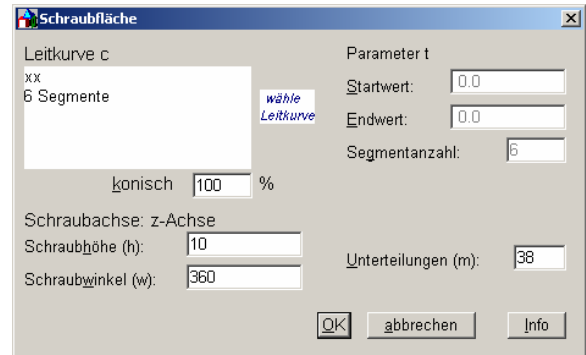 Schraubfläche
Leitkurve c
xx
6 Segmente
wähle
Leitkurve
konisch 100 %
Schraubachse: z-Achse
Schraubhöhe (h): 10
Schraubwinkel (w): 360
Parameter t
Startwert: 0.0
Endwert: 0.0
Segmentanzahl: 6
Unterteilungen (m): 38
OK abbrechen Info